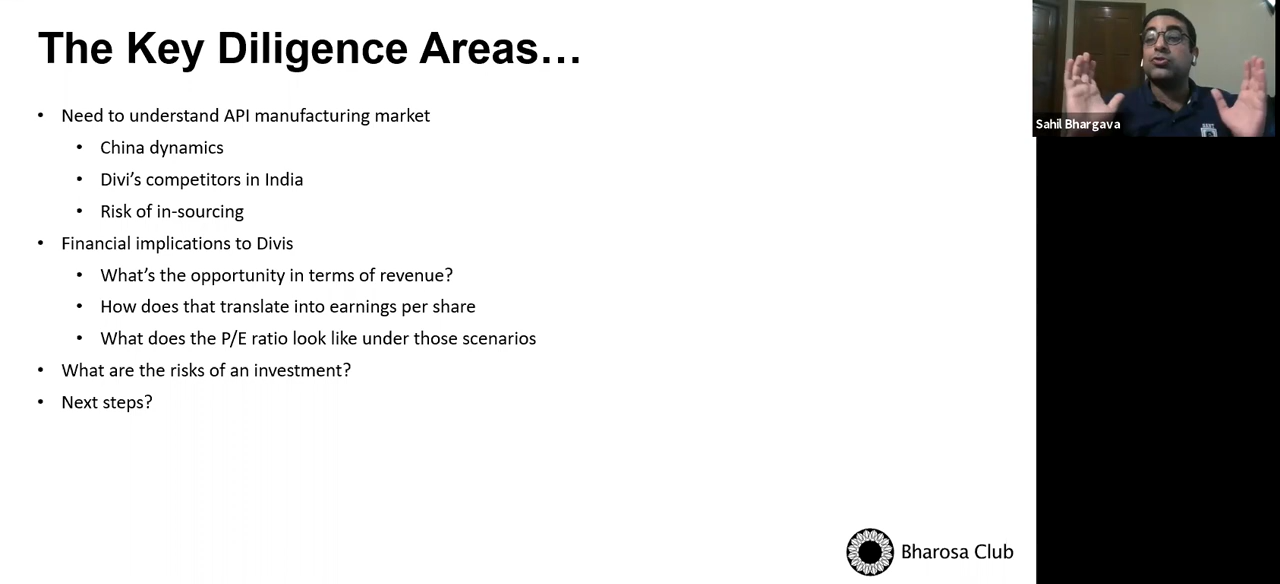 The Key Diligence Areas...
• Need to understand API manufacturing market
• China dynamics
• Divi's competitors in India
• Risk of in-sourcing
• Financial implications to Divis
• What's the opportunity in terms of revenue?
• How does that translate into earnings per share
• What does the P/E ratio look like under those scenarios
• What are the risks of an investment?
• Next steps?
Sahil Bhargava
Bharosa Club